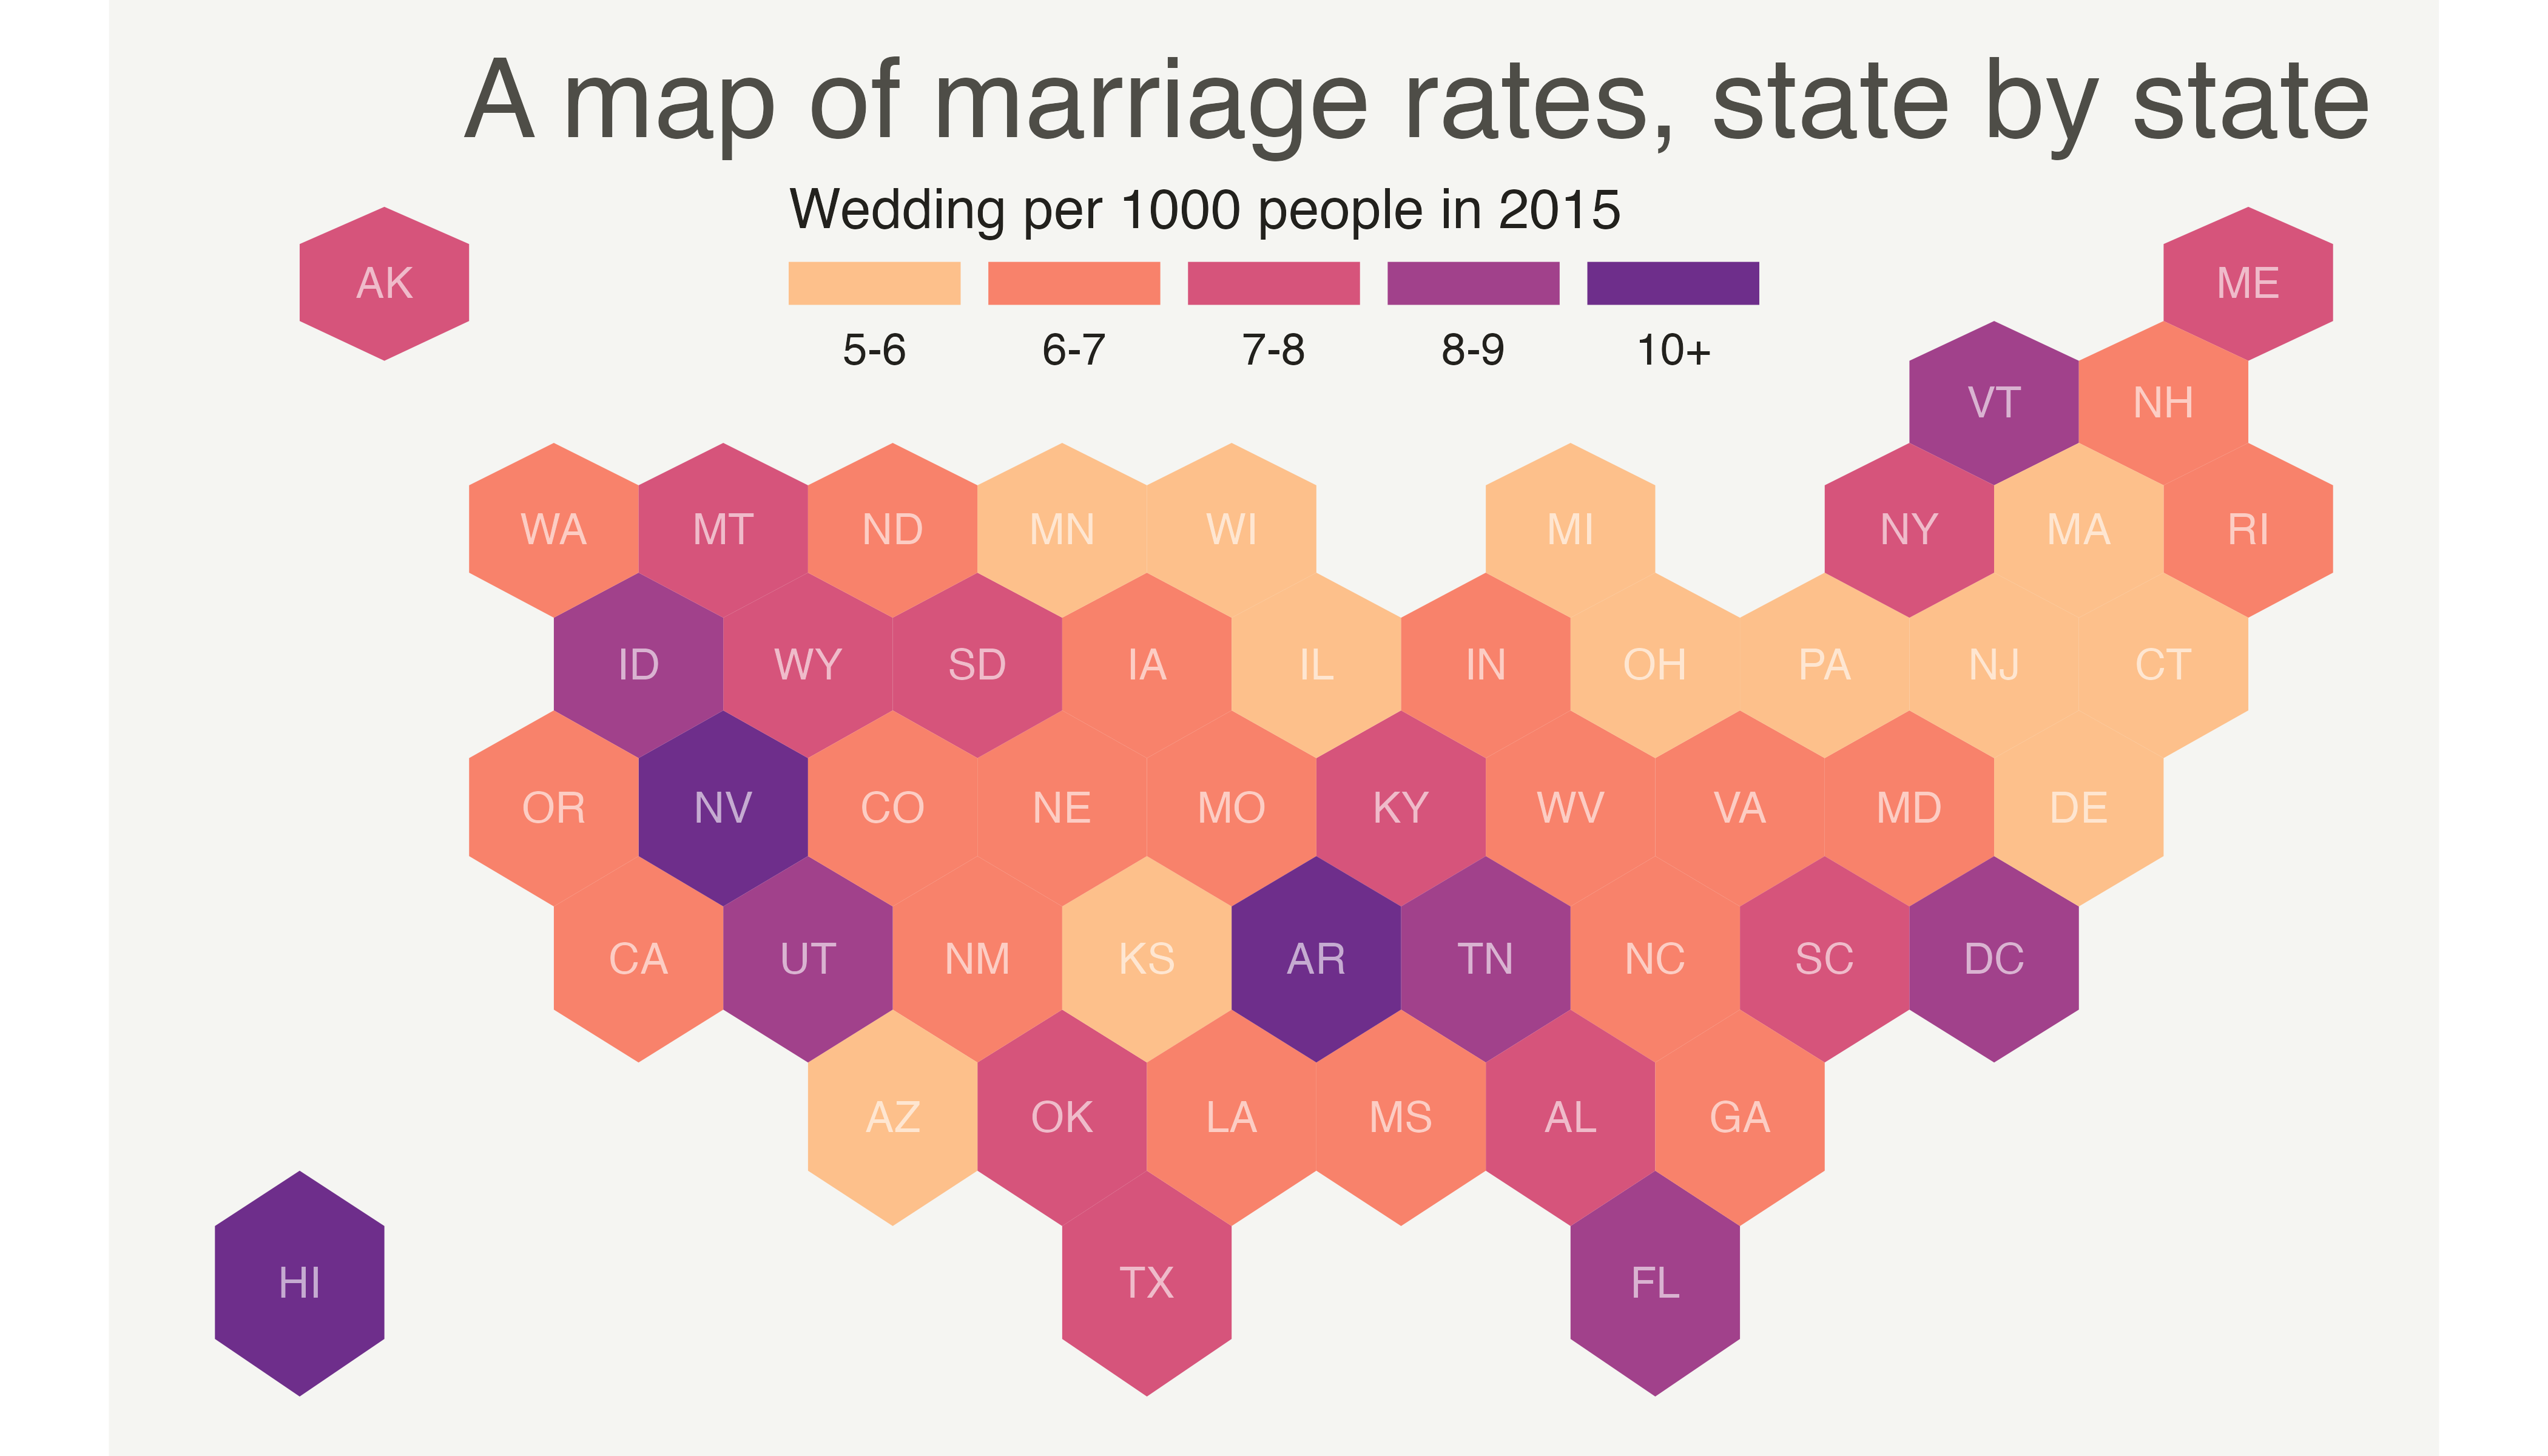 A map of marriage rates, state by state
Wedding per 1000 people in 2015
5-6 6-7 7-8 8-9 10+
AK ME
VT NH
WA MT ND MN WI MI NY MA RI
ID WY SD IA IL IN OH PA NJ CT
OR NV CO NE MO KY WV VA MD DE
CA UT NM KS AR TN NC SC DC
AZ OK LA MS AL GA
HI TX FL